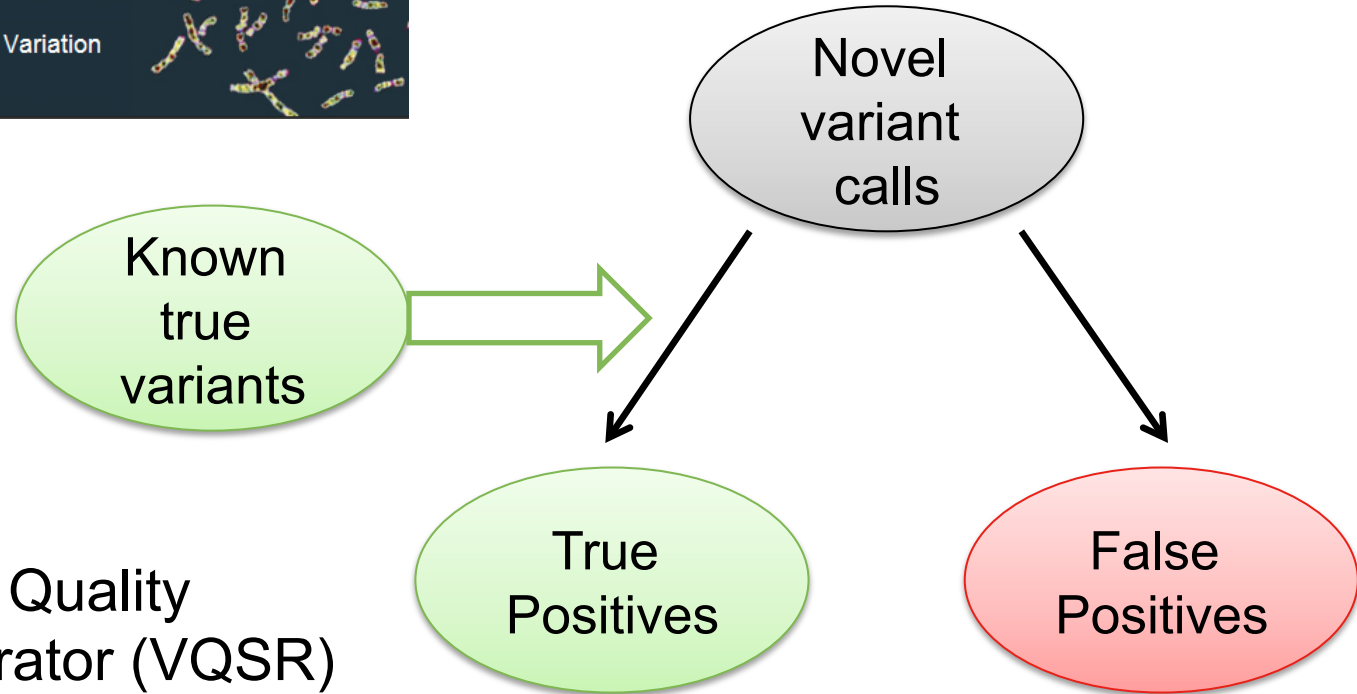 Variation
Novel
variant
calls
Known
true
variants
True
Positives
False
Positives
Quality
rator (VQSR)